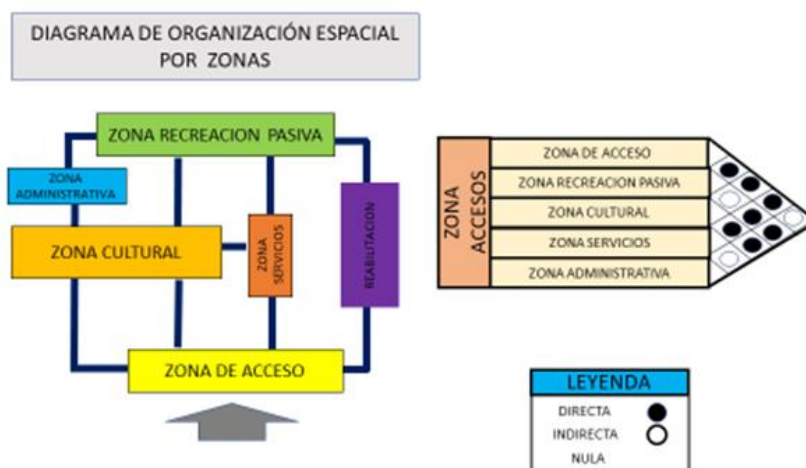 DIAGRAMA DE ORGANIZACIÓN ESPACIAL
POR ZONAS
ZONA RECREACION PASIVA
ZONA
ADMINISTRATIVA
ZONA CULTURAL
ZONA
SERVICIOS
REABILITACION
ZONA DE ACCESO
ZONA
ACCESOS
ZONA DE ACCESO
ZONA RECREACION PASIVA
ZONA CULTURAL
ZONA SERVICIOS
ZONA ADMINISTRATIVA
LEYENDA
DIRECTA
INDIRECTA
NULA